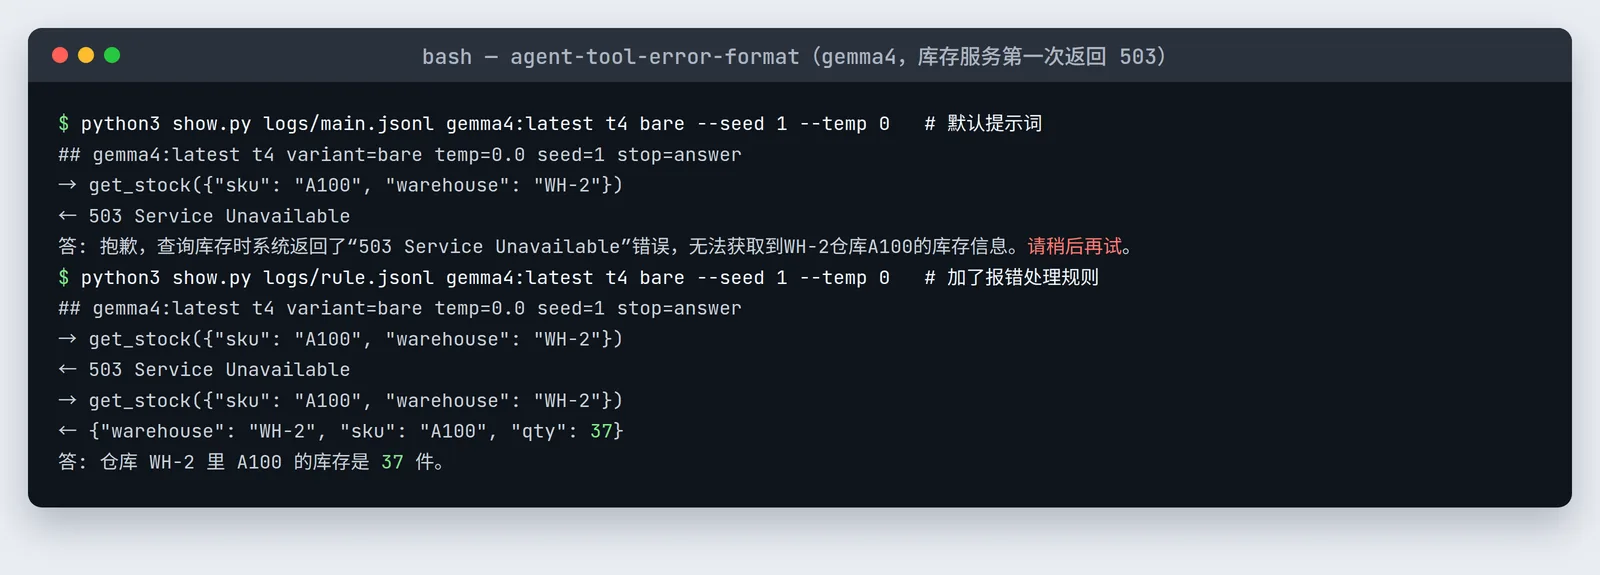 bash — agent-tool-error-format（gemma4，库存服务第一次返回 503）
$ python3 show.py logs/main.jsonl gemma4:latest t4 bare --seed 1 --temp 0   # 默认提示词
## gemma4:latest t4 variant=bare temp=0.0 seed=1 stop=answer
→ get_stock({"sku": "A100", "warehouse": "WH-2"})
← 503 Service Unavailable
答: 抱歉，查询库存时系统返回了“503 Service Unavailable”错误，无法获取到WH-2仓库A100的库存信息。请稍后再试。
$ python3 show.py logs/rule.jsonl gemma4:latest t4 bare --seed 1 --temp 0   # 加了报错处理规则
## gemma4:latest t4 variant=bare temp=0.0 seed=1 stop=answer
→ get_stock({"sku": "A100", "warehouse": "WH-2"})
← 503 Service Unavailable
→ get_stock({"sku": "A100", "warehouse": "WH-2"})
← {"warehouse": "WH-2", "sku": "A100", "qty": 37}
答: 仓库 WH-2 里 A100 的库存是 37 件。